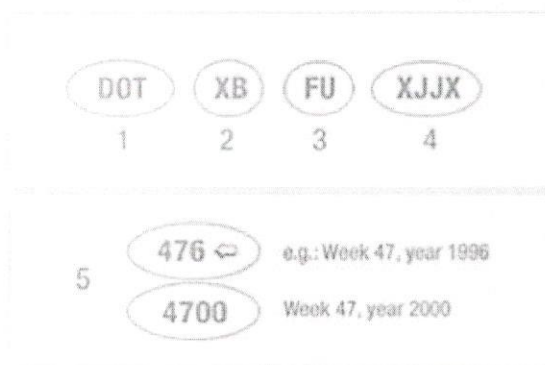 DOT XB FU XJJX
1 2 3 4
476 ⇦ e.g.: Week 47, year 1996
5
4700 Week 47, year 2000